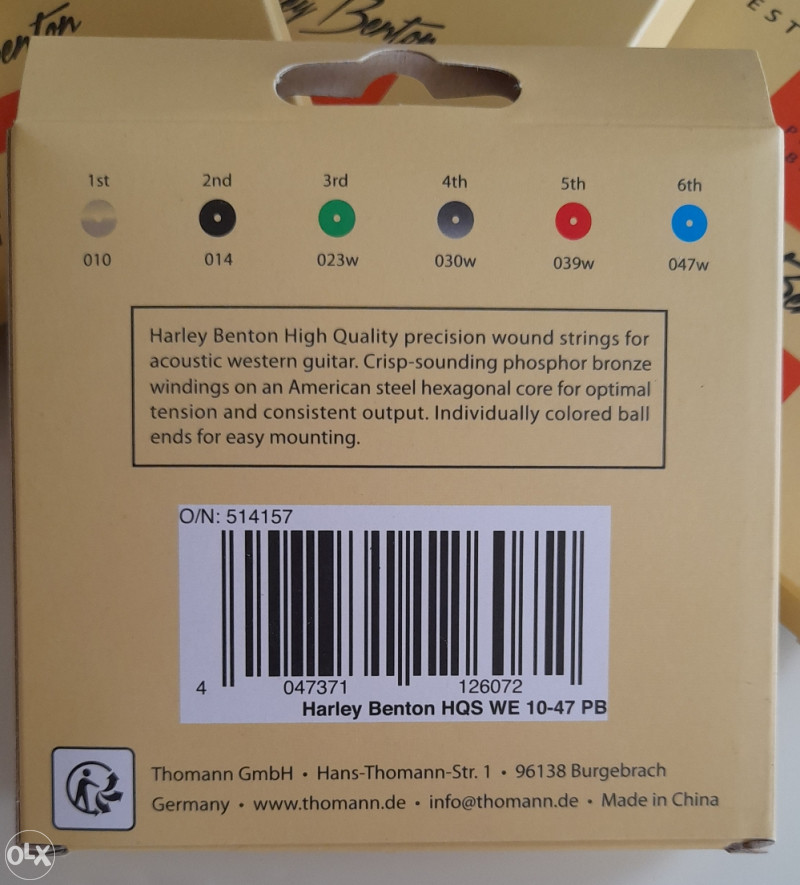 Benton
Benton
EST
1st 2nd 3rd 4th 5th 6th
010 014 023w 030w 039w 047w
Harley Benton High Quality precision wound strings for
acoustic western guitar. Crisp-sounding phosphor bronze
windings on an American steel hexagonal core for optimal
tension and consistent output. Individually colored ball
ends for easy mounting.
O/N: 514157
4 047371 126072
Harley Benton HQS WE 10-47 PB
Thomann GmbH • Hans-Thomann-Str. 1 • 96138 Burgebrach
Germany • www.thomann.de • info@thomann.de • Made in China
OLX